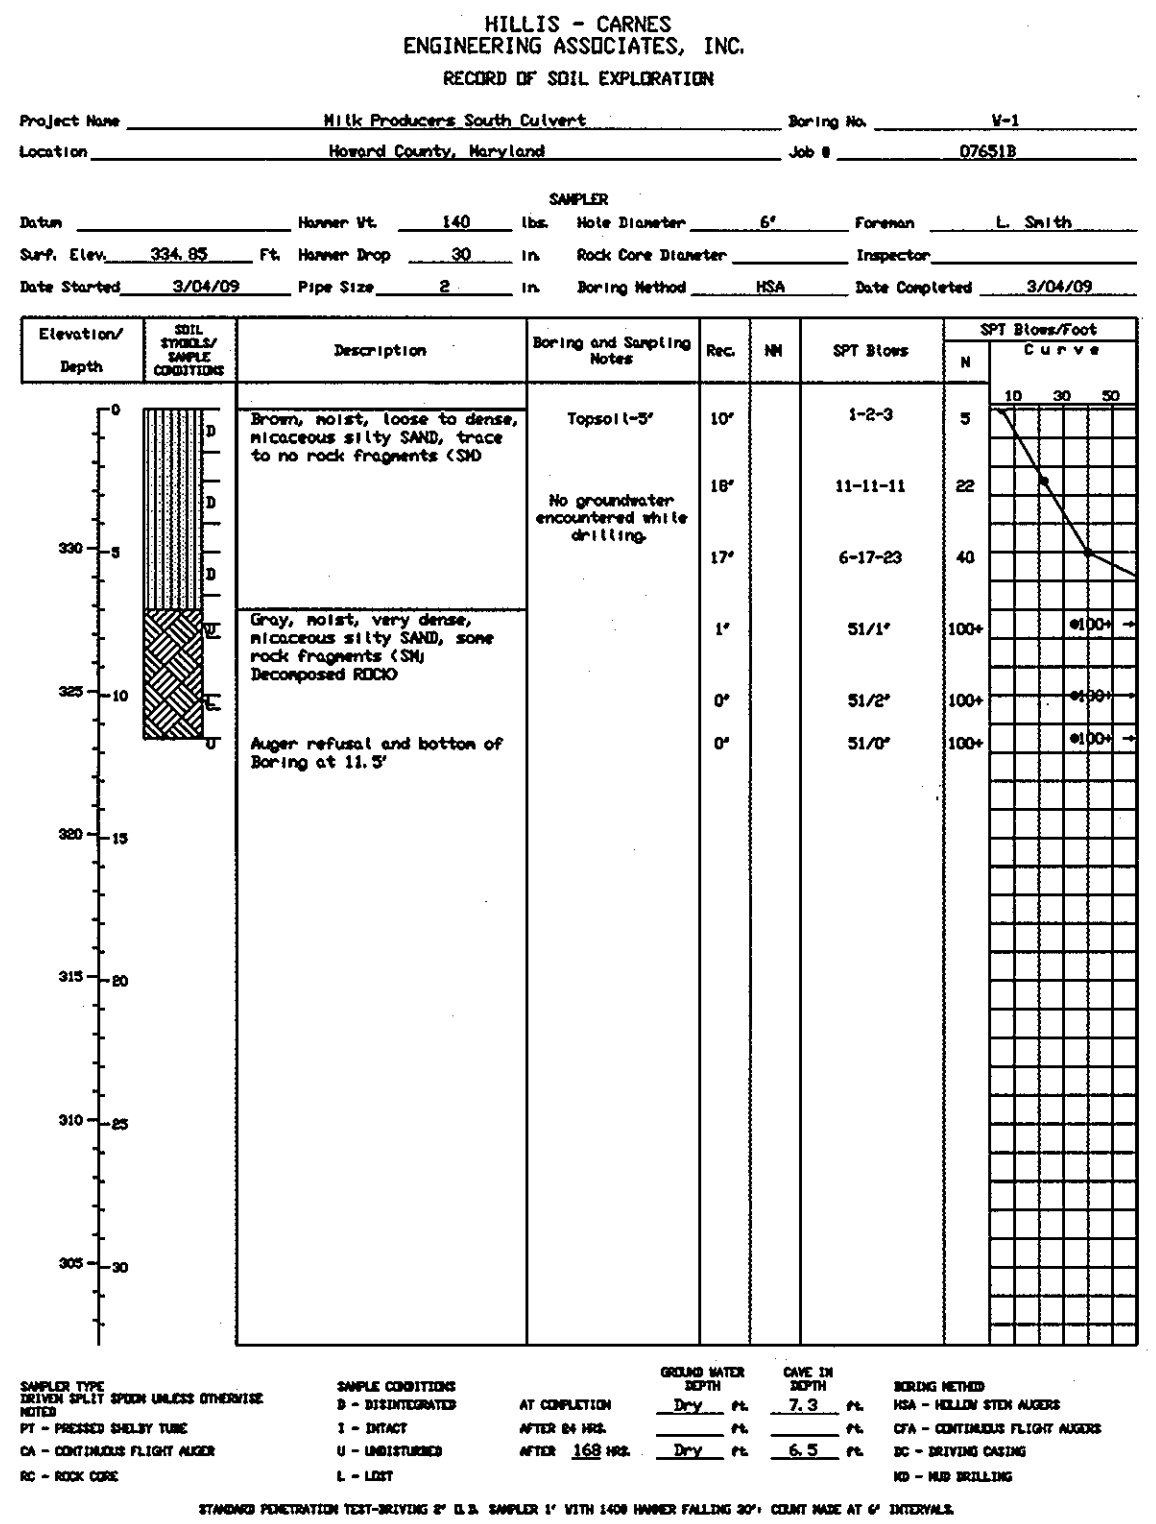 HILLIS - CARNES
ENGINEERING ASSOCIATES, INC.
RECORD OF SOIL EXPLORATION
Project Name Milk Producers South Culvert Boring No. W-1
Location Howard County, Maryland Job # 07651B
SAMPLER
Datum Hammer Wt. 140 lbs. Hole Diameter 6" Foreman L. Smith
Surf. Elev. 334.85 Ft. Hammer Drop 30 in. Rock Core Diameter Inspector
Date Started 3/04/09 Pipe Size 2 in. Boring Method HSA Date Completed 3/04/09
Elevation/ Depth
SOIL SYMBOLS/ SAMPLE CONDITIONS
Description
Boring and Sampling Notes
Rec.
NM
SPT Blows
SPT Blows/Foot
N
Curve
10 30 50
0
Brown, moist, loose to dense,
micaceous silty SAND, trace
to no rock fragments (SM)
Topsoil-5"
D 10" 1-2-3 5
D 18" 11-11-11 22
No groundwater
encountered while
drilling.
330 5
D 17" 6-17-23 40
Gray, moist, very dense,
micaceous silty SAND, some
rock fragments (SM;
Decomposed ROCK)
1" 51/1" 100+ 100+
325 10
L 0" 51/2" 100+ 100+
Auger refusal and bottom of
Boring at 11.5'
U 0" 51/0" 100+ 100+
320 15
315 20
310 25
305 30
SAMPLER TYPE
DRIVEN SPLIT SPOON UNLESS OTHERWISE
NOTED
PT - PRESSED SHELBY TUBE
CA - CONTINUOUS FLIGHT AUGER
RC - ROCK CORE
SAMPLE CONDITIONS
D - DISINTEGRATED
I - INTACT
U - UNDISTURBED
L - LOST
GROUND WATER DEPTH CAVE IN DEPTH
AT COMPLETION Dry ft. 7.3 ft.
AFTER 24 HRS. ft. ft.
AFTER 168 HRS. Dry ft. 6.5 ft.
BORING METHOD
HSA - HOLLOW STEM AUGERS
CFA - CONTINUOUS FLIGHT AUGERS
DC - DRIVING CASING
MD - MUD DRILLING
STANDARD PENETRATION TEST-DRIVING 2" O.D. SAMPLER 1' WITH 140# HAMMER FALLING 30"; COUNT MADE AT 6" INTERVALS.